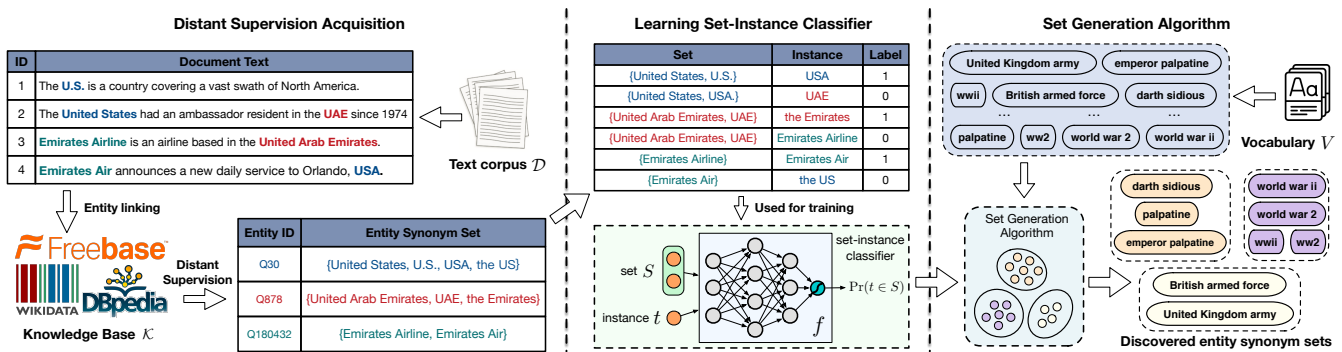 Distant Supervision Acquisition
ID Document Text
1 The U.S. is a country covering a vast swath of North America.
2 The United States had an ambassador resident in the UAE since 1974
3 Emirates Airline is an airline based in the United Arab Emirates.
4 Emirates Air announces a new daily service to Orlando, USA.
Text corpus 𝒟
Entity linking
Freebase
WIKIDATA
DBpedia
Knowledge Base 𝒦
Distant
Supervision
Entity ID Entity Synonym Set
Q30 {United States, U.S., USA, the US}
Q878 {United Arab Emirates, UAE, the Emirates}
Q180432 {Emirates Airline, Emirates Air}
Learning Set-Instance Classifier
Set Instance Label
{United States, U.S.} USA 1
{United States, USA.} UAE 0
{United Arab Emirates, UAE} the Emirates 1
{United Arab Emirates, UAE} Emirates Airline 0
{Emirates Airline} Emirates Air 1
{Emirates Air} the US 0
Used for training
set S
instance t
f
set-instance
classifier
Pr(t ∈ S)
Set Generation Algorithm
United Kingdom army emperor palpatine
wwii British armed force darth sidious
... ...
palpatine ww2 world war 2 world war ii
Aa
Vocabulary V
Set Generation
Algorithm
darth sidious
palpatine
emperor palpatine
world war ii
world war 2
wwii ww2
British armed force
United Kingdom army
Discovered entity synonym sets